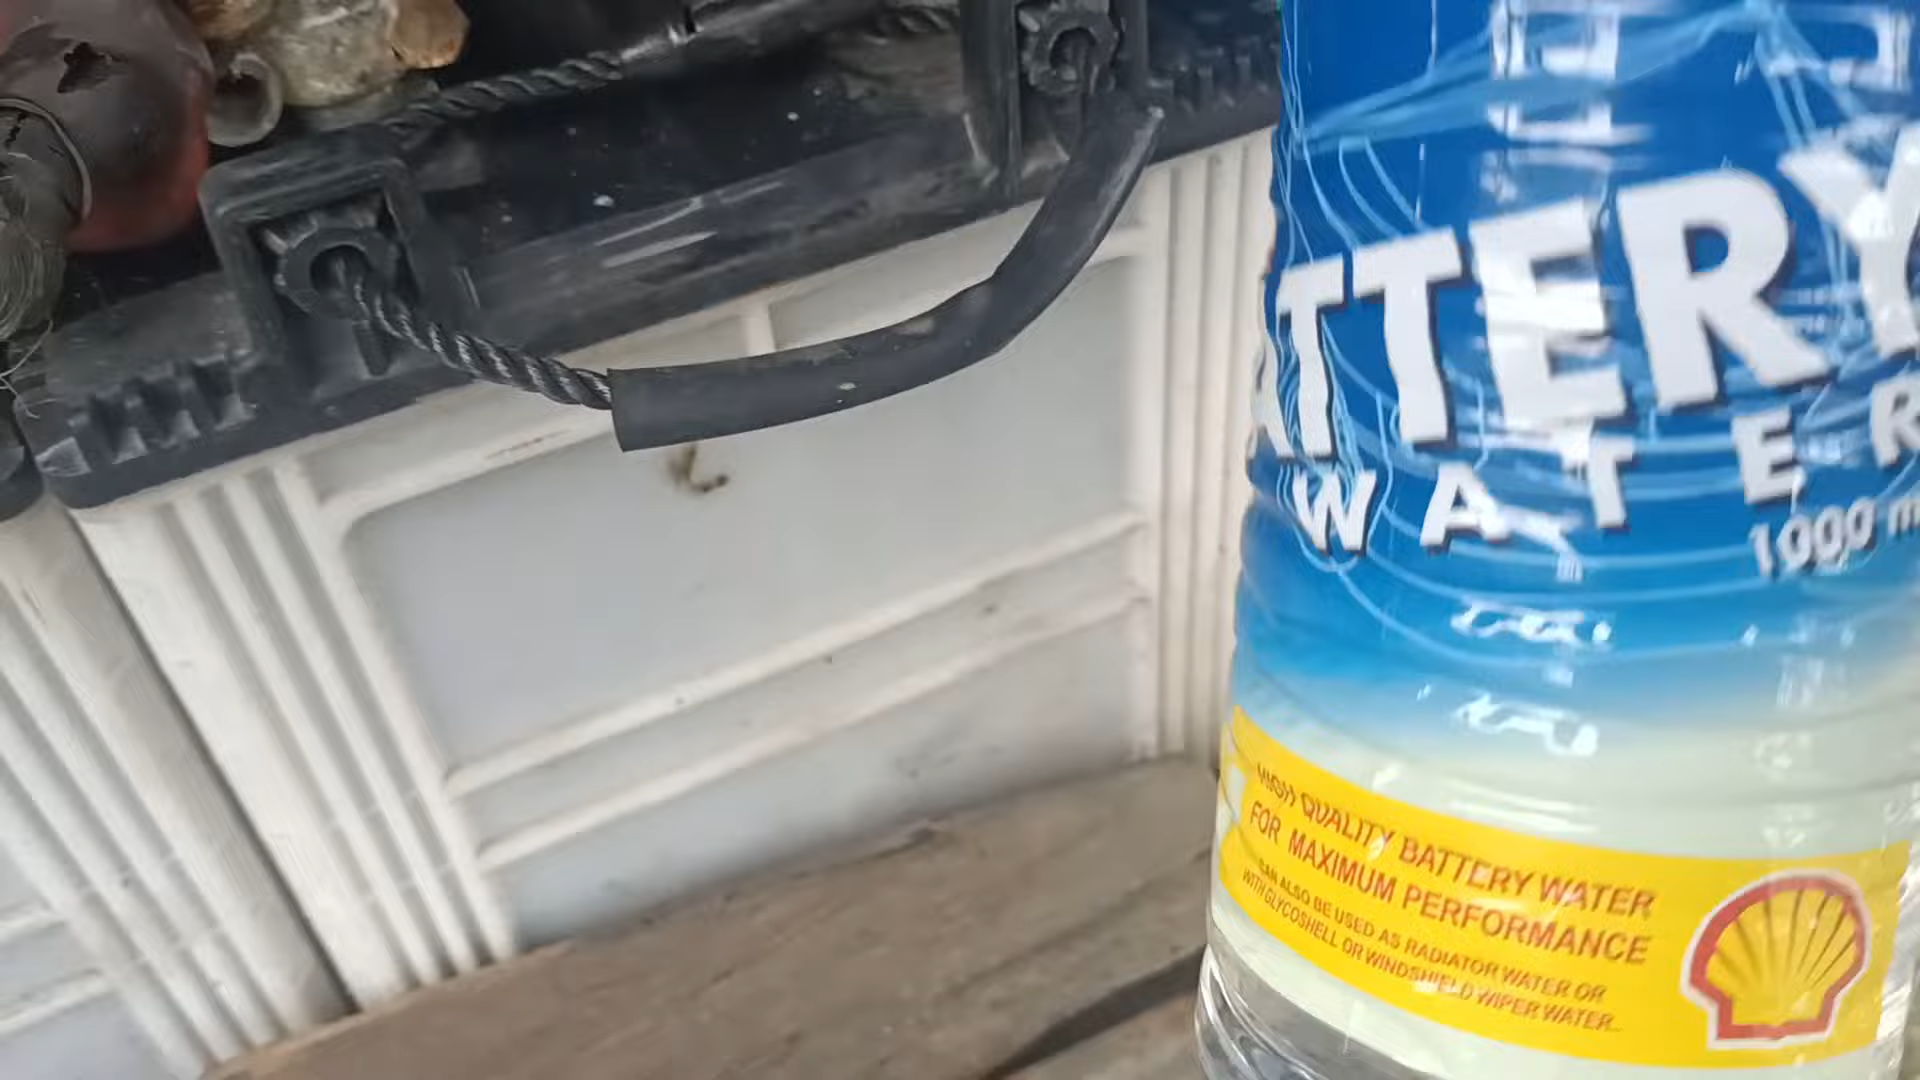 ATTERY
WATER
1000 m
HIGH QUALITY BATTERY WATER
FOR MAXIMUM PERFORMANCE
CAN ALSO BE USED AS RADIATOR WATER OR
WITH GLYCOSHELL OR WINDSHIELD WIPER WATER.